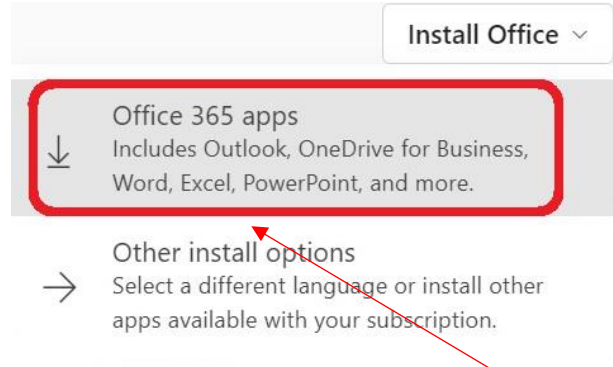 Install Office
Office 365 apps
Includes Outlook, OneDrive for Business,
Word, Excel, PowerPoint, and more.
Other install options
Select a different language or install other
apps available with your subscription.